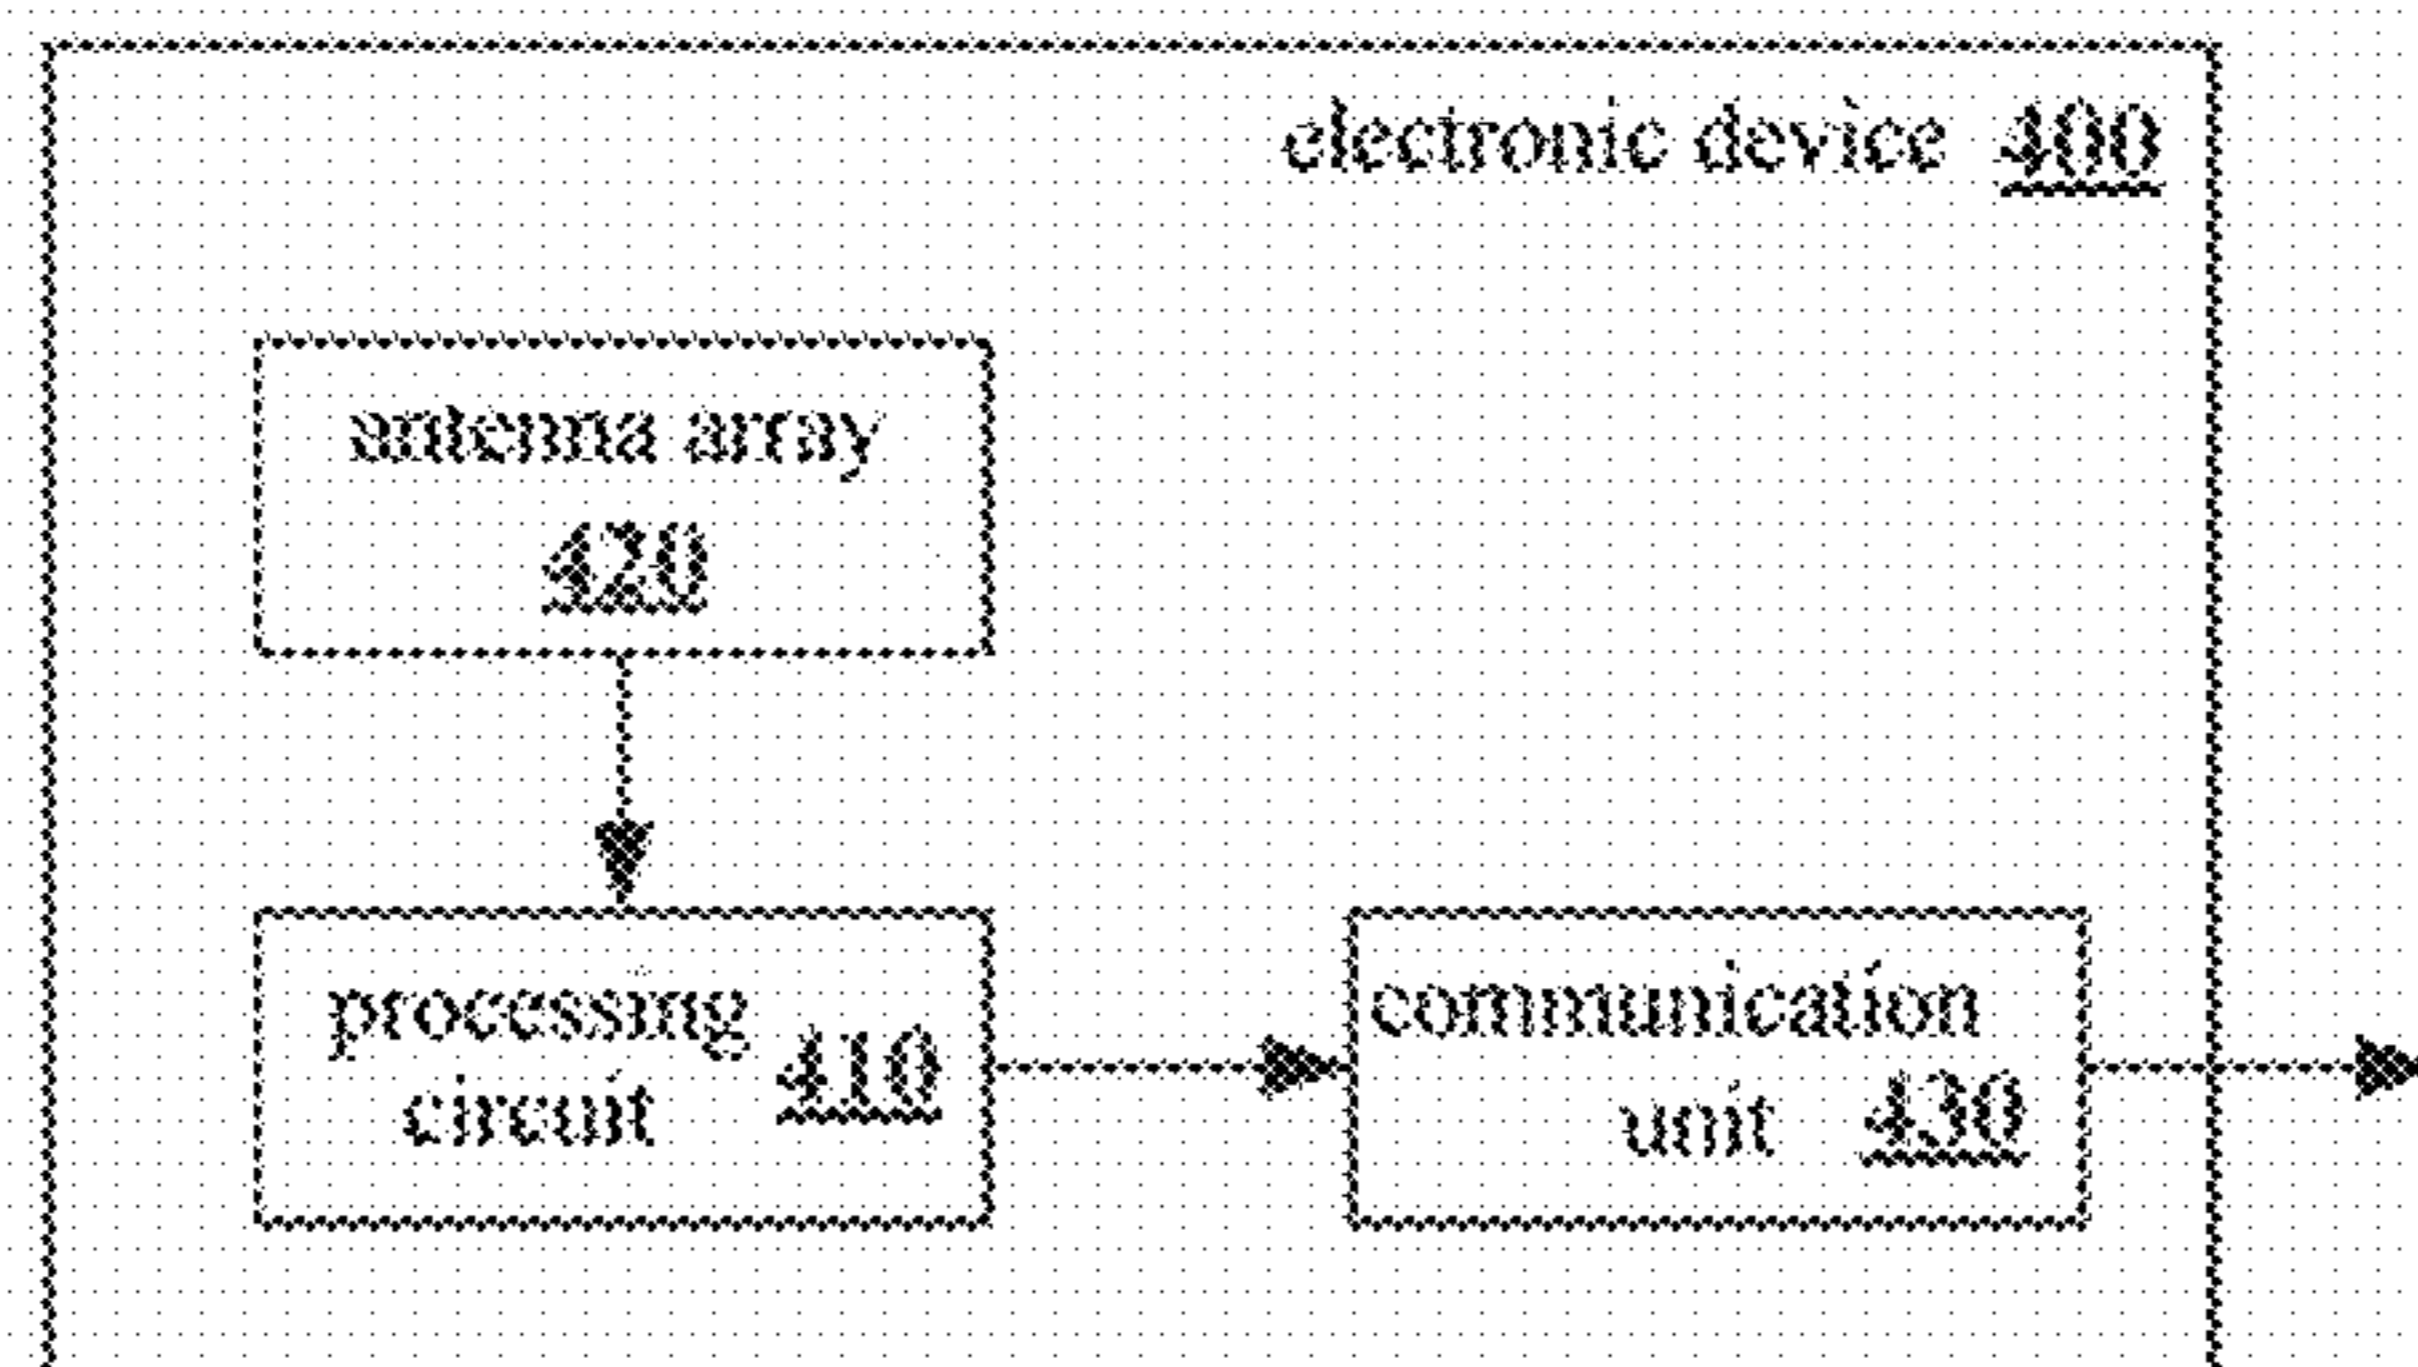 electronic device 400
antenna array
420
processing
circuit 410
communication
unit 430